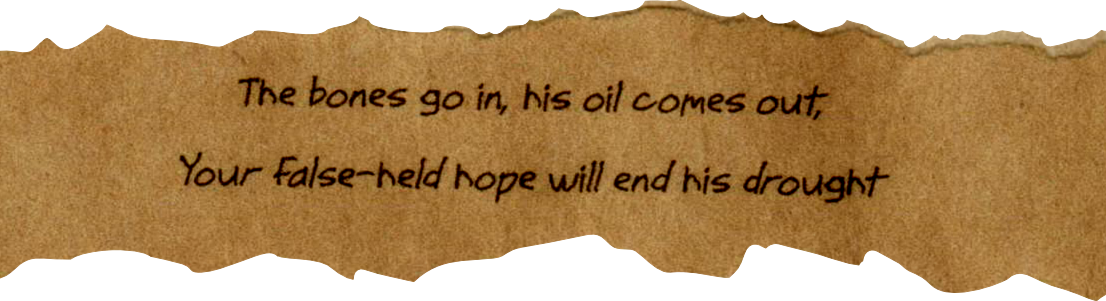 The bones go in, his oil comes out,
Your false-held hope will end his drought